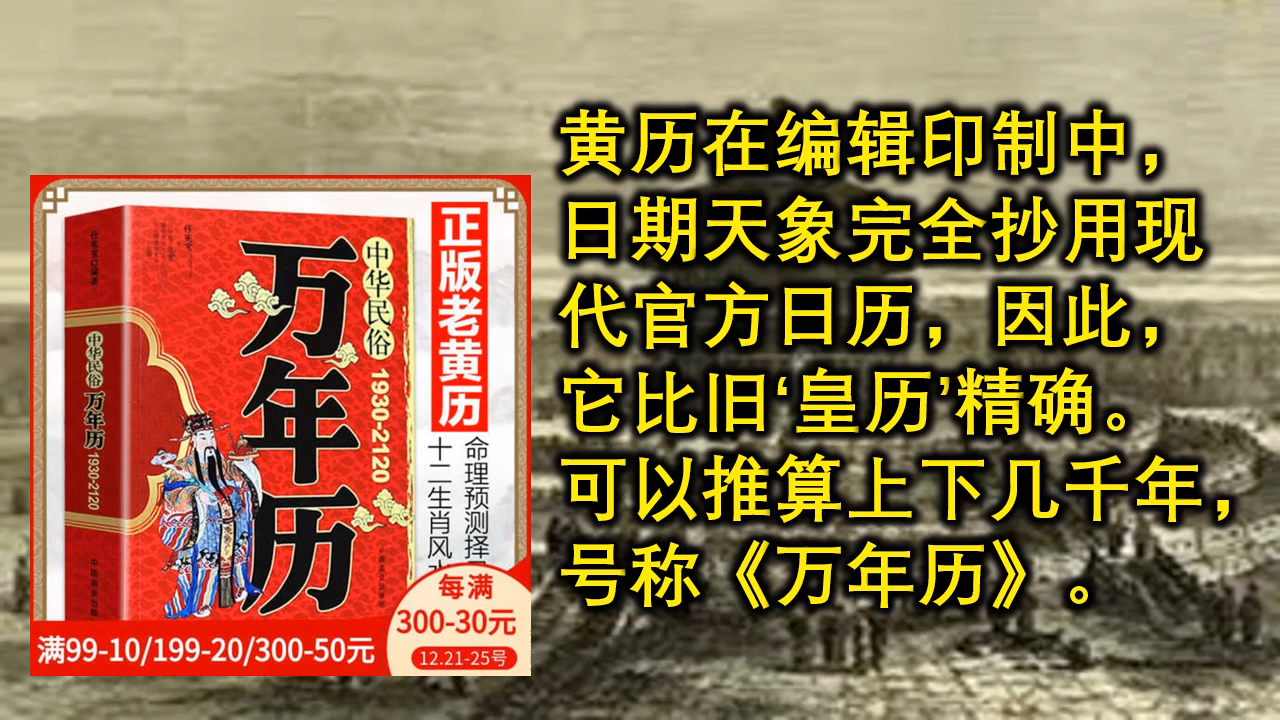 黄历在编辑印制中，
日期天象完全抄用现
代官方日历，因此，
它比旧‘皇历’精确。
可以推算上下几千年，
号称《万年历》。
正版老黄历
命理预测择
十二生肖风水
中华民俗
万年历
1930-2120
中华民俗
万年历
1930-2120
每满
300-30元
12.21-25号
满99-10/199-20/300-50元